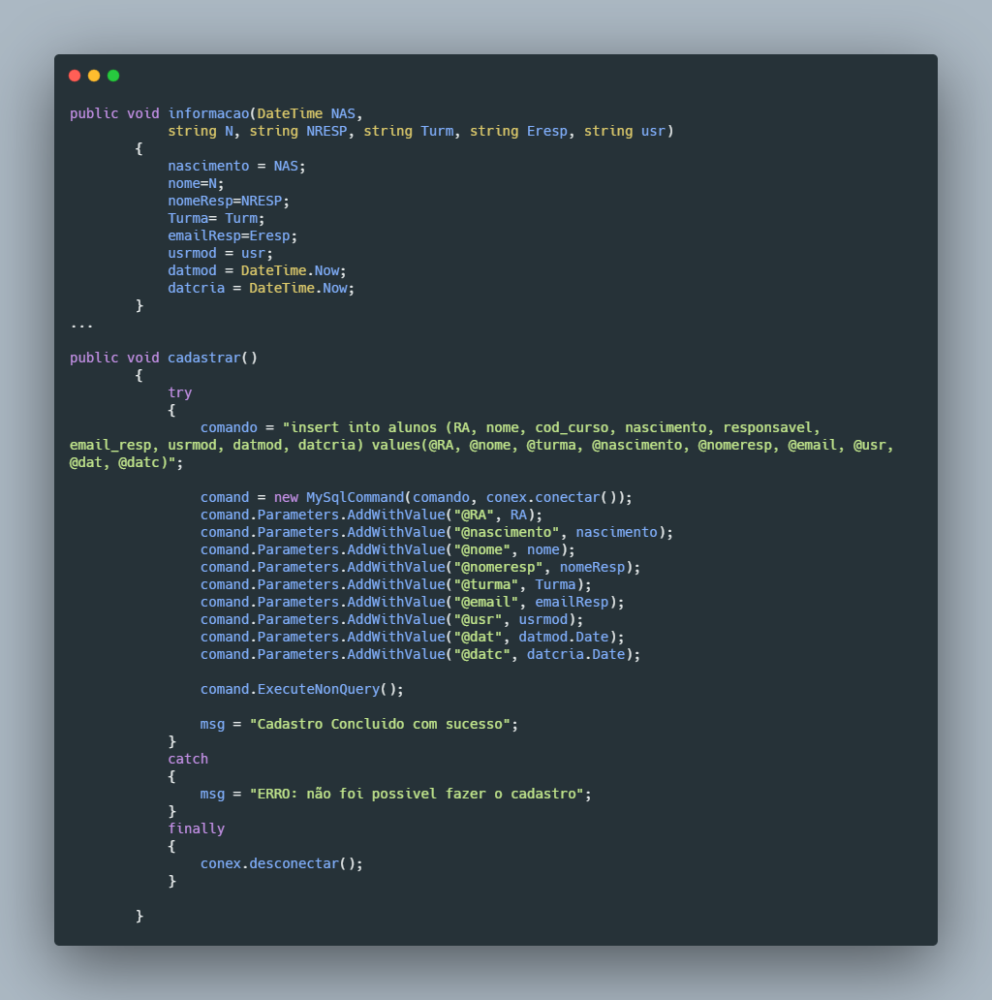 public void informacao(DateTime NAS,
            string N, string NRESP, string Turm, string Eresp, string usr)
        {
            nascimento = NAS;
            nome=N;
            nomeResp=NRESP;
            Turma= Turm;
            emailResp=Eresp;
            usrmod = usr;
            datmod = DateTime.Now;
            datcria = DateTime.Now;
        }
...
public void cadastrar()
        {
            try
            {
                comando = "insert into alunos (RA, nome, cod_curso, nascimento, responsavel,
email_resp, usrmod, datmod, datcria) values(@RA, @nome, @turma, @nascimento, @nomeresp, @email, @usr,
@dat, @datc)";
                comand = new MySqlCommand(comando, conex.conectar());
                comand.Parameters.AddWithValue("@RA", RA);
                comand.Parameters.AddWithValue("@nascimento", nascimento);
                comand.Parameters.AddWithValue("@nome", nome);
                comand.Parameters.AddWithValue("@nomeresp", nomeResp);
                comand.Parameters.AddWithValue("@turma", Turma);
                comand.Parameters.AddWithValue("@email", emailResp);
                comand.Parameters.AddWithValue("@usr", usrmod);
                comand.Parameters.AddWithValue("@dat", datmod.Date);
                comand.Parameters.AddWithValue("@datc", datcria.Date);
                comand.ExecuteNonQuery();
                msg = "Cadastro Concluido com sucesso";
            }
            catch
            {
                msg = "ERRO: não foi possivel fazer o cadastro";
            }
            finally
            {
                conex.desconectar();
            }
        }